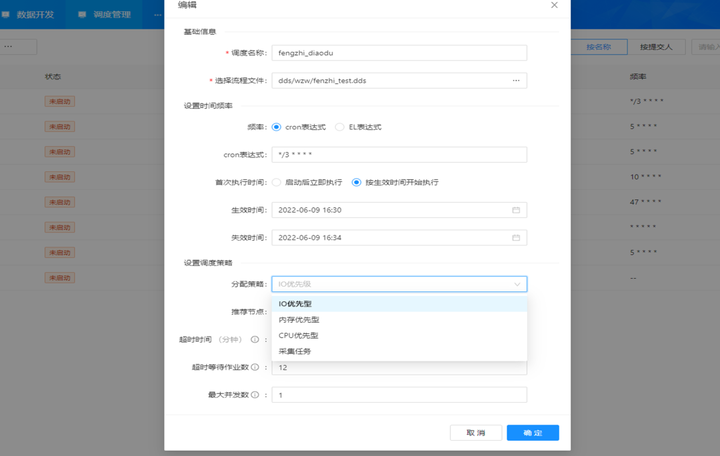 数据开发
调度管理
···
编辑
···
按名称
按提交人
请输入
状态
频率
未启动
*/3 * * * *
未启动
5 * * * *
未启动
5 * * * *
未启动
10 * * * *
未启动
47 * * * *
未启动
* * * * *
未启动
5 * * * *
未启动
--
基础信息
* 调度名称: fengzhi_diaodu
* 选择流程文件: dds/wzw/fenzhi_test.dds ···
设置时间频率
频率: cron表达式 EL表达式
cron表达式: */3 * * * *
首次执行时间: 启动后立即执行 按生效时间开始执行
生效时间: 2022-06-09 16:30
失效时间: 2022-06-09 16:34
设置调度策略
分配策略: IO优先级
推荐节点:
IO优先型
内存优先型
CPU优先型
采集任务
超时时间 (分钟) :
超时等待作业数 : 12
最大并发数 : 1
取消
确定